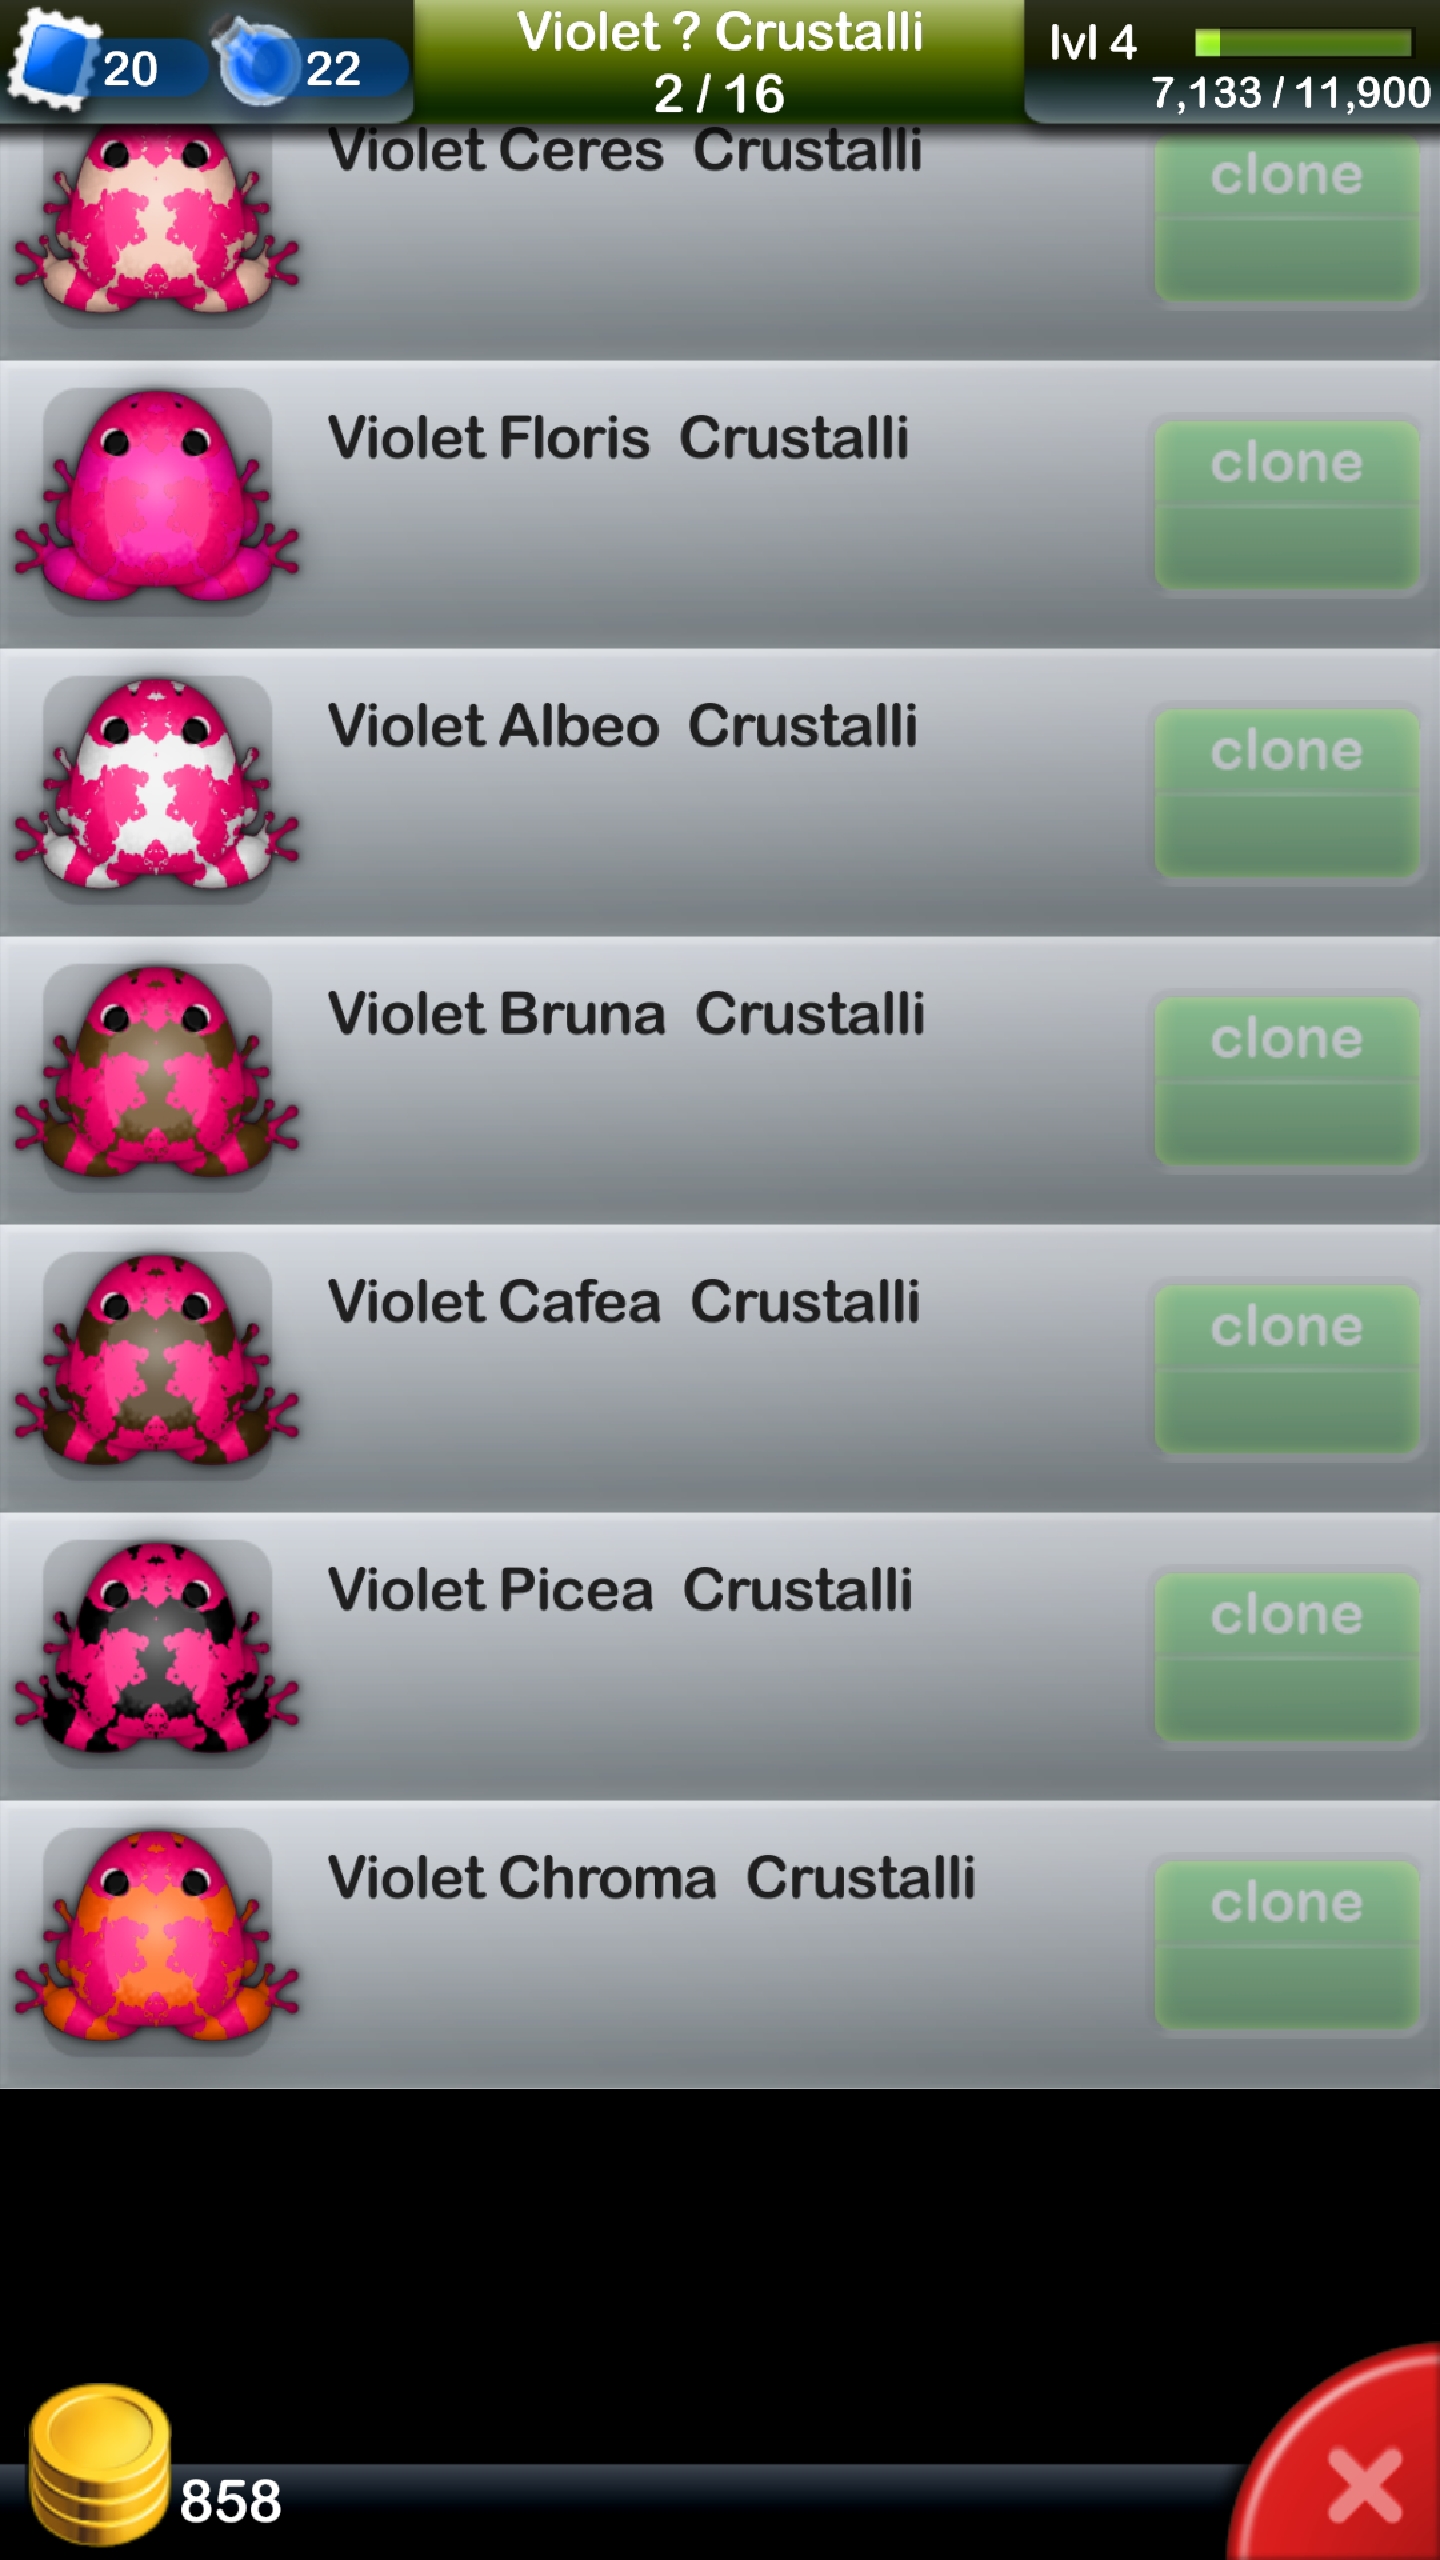 20
22
Violet ? Crustalli
2 / 16
lvl 4
7,133 / 11,900
Violet Ceres Crustalli
clone
Violet Floris Crustalli
clone
Violet Albeo Crustalli
clone
Violet Bruna Crustalli
clone
Violet Cafea Crustalli
clone
Violet Picea Crustalli
clone
Violet Chroma Crustalli
clone
858